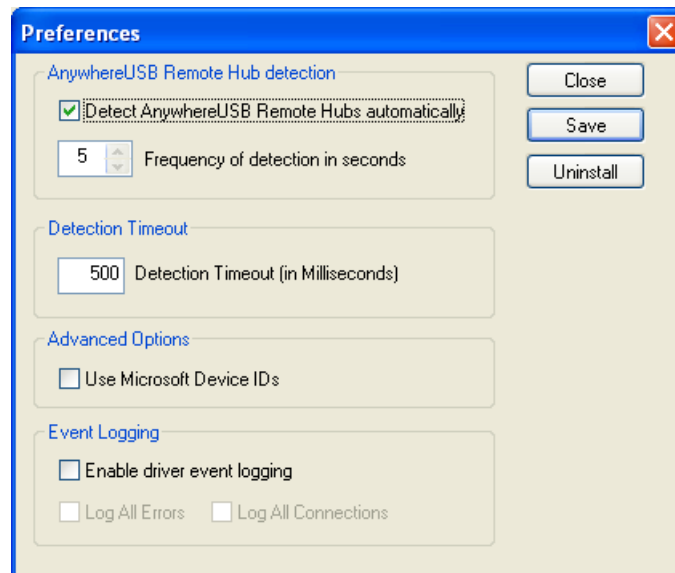 Preferences
AnywhereUSB Remote Hub detection
Detect AnywhereUSB Remote Hubs automatically
5 Frequency of detection in seconds
Close
Save
Uninstall
Detection Timeout
500 Detection Timeout (in Milliseconds)
Advanced Options
Use Microsoft Device IDs
Event Logging
Enable driver event logging
Log All Errors Log All Connections